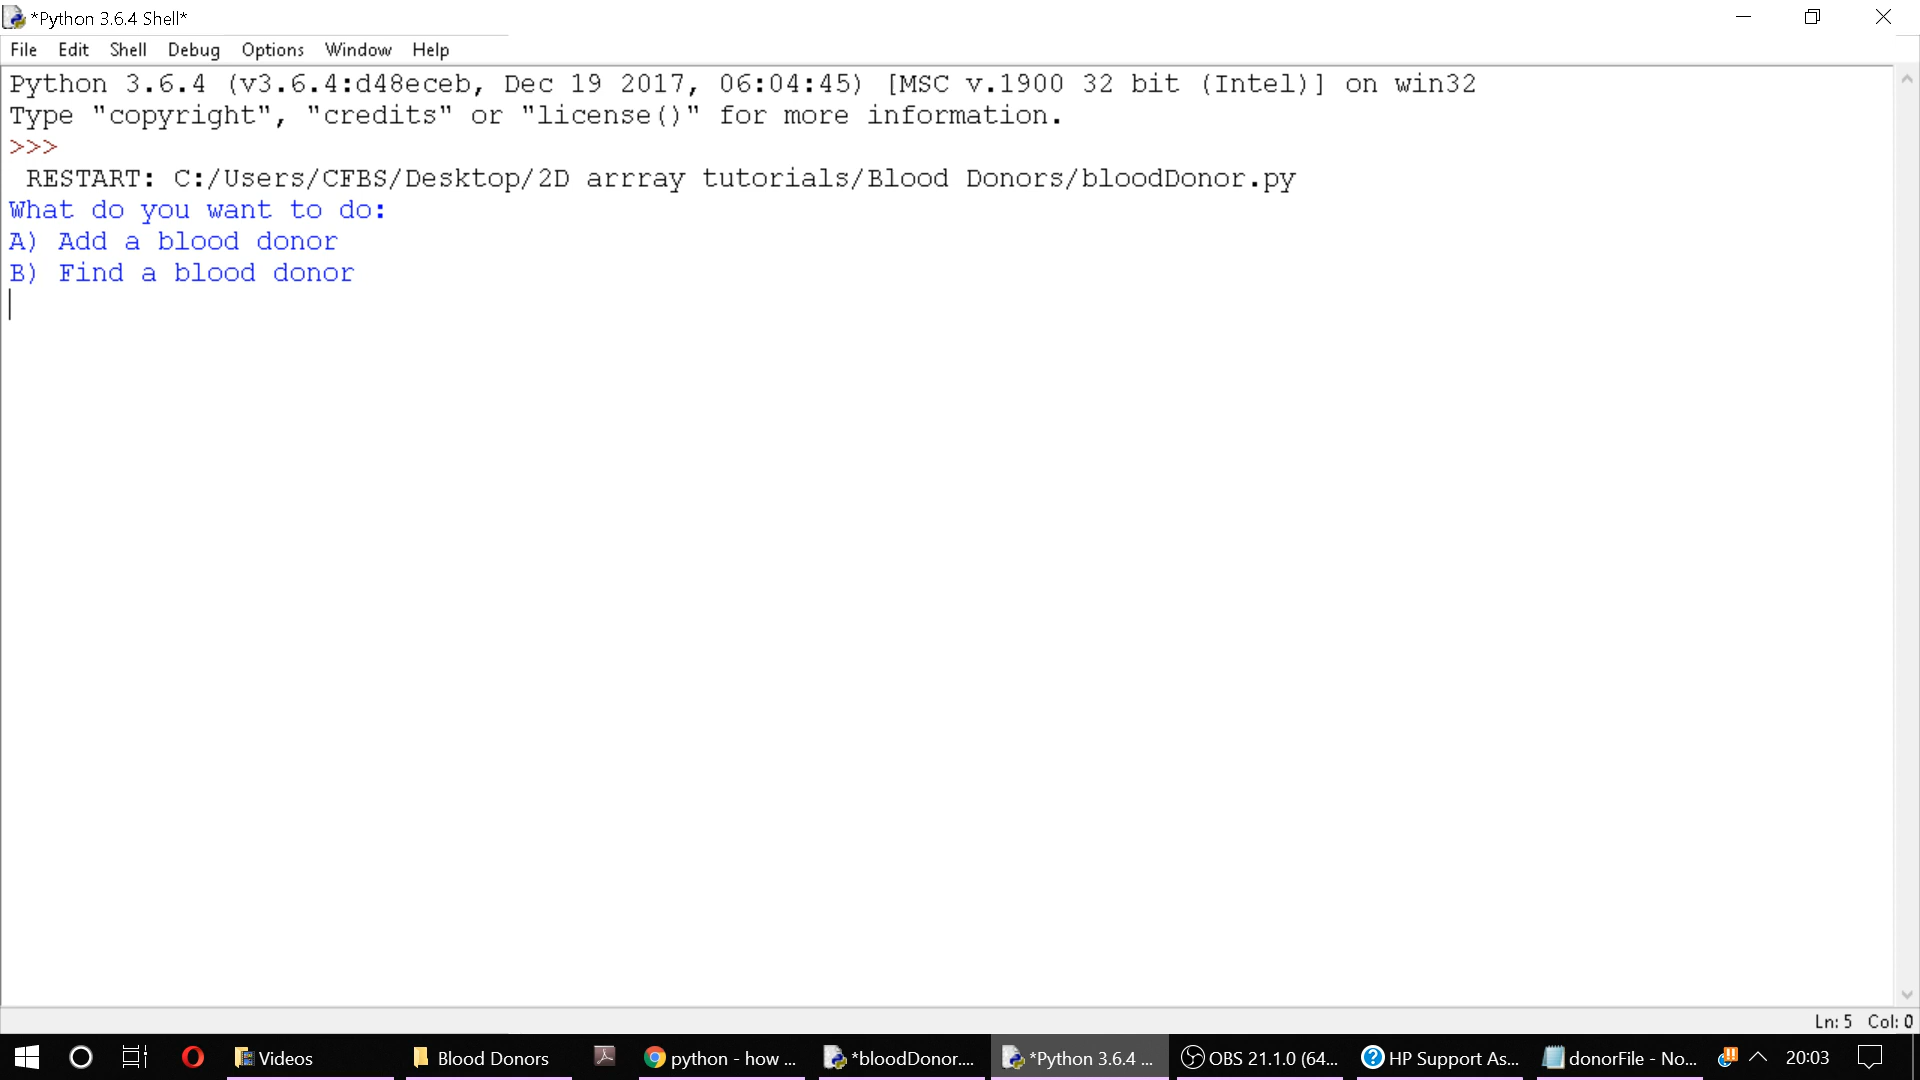 *Python 3.6.4 Shell*
File Edit Shell Debug Options Window Help
Python 3.6.4 (v3.6.4:d48eceb, Dec 19 2017, 06:04:45) [MSC v.1900 32 bit (Intel)] on win32
Type "copyright", "credits" or "license()" for more information.
>>>
RESTART: C:/Users/CFBS/Desktop/2D arrray tutorials/Blood Donors/bloodDonor.py
What do you want to do:
A) Add a blood donor
B) Find a blood donor
Ln: 5 Col: 0
Videos Blood Donors python - how ... *bloodDonor.... *Python 3.6.4 ... OBS 21.1.0 (64... HP Support As... donorFile - No... 20:03